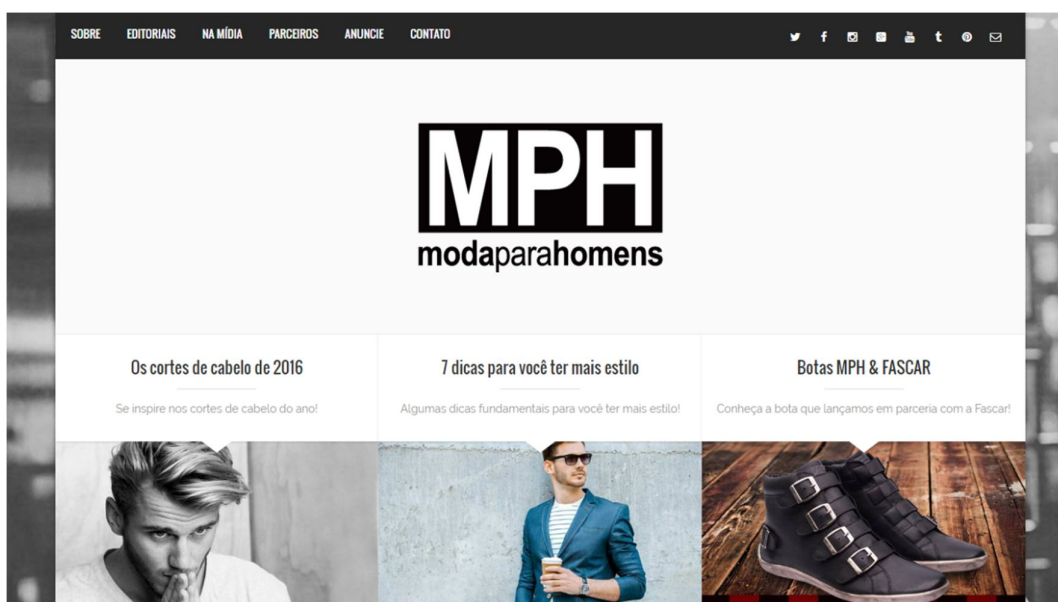 SOBRE EDITORIAIS NA MÍDIA PARCEIROS ANUNCIE CONTATO
MPH
modaparahomens
Os cortes de cabelo de 2016
Se inspire nos cortes de cabelo do ano!
7 dicas para você ter mais estilo
Algumas dicas fundamentais para você ter mais estilo!
Botas MPH & FASCAR
Conheça a bota que lançamos em parceria com a Fascar!